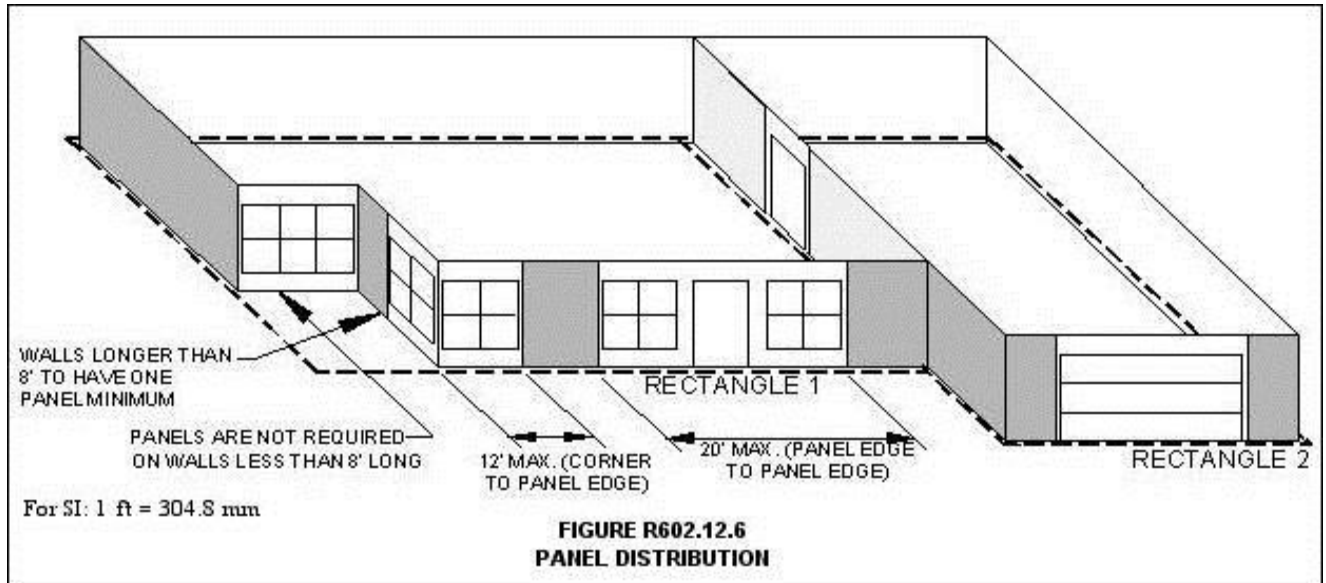 RECTANGLE 1
WALLS LONGER THAN
8' TO HAVE ONE
PANEL MINIMUM
PANELS ARE NOT REQUIRED
ON WALLS LESS THAN 8' LONG
12' MAX. (CORNER
TO PANEL EDGE)
20' MAX. (PANEL EDGE
TO PANEL EDGE)
RECTANGLE 2
For SI: 1 ft = 304.8 mm
FIGURE R602.12.6
PANEL DISTRIBUTION